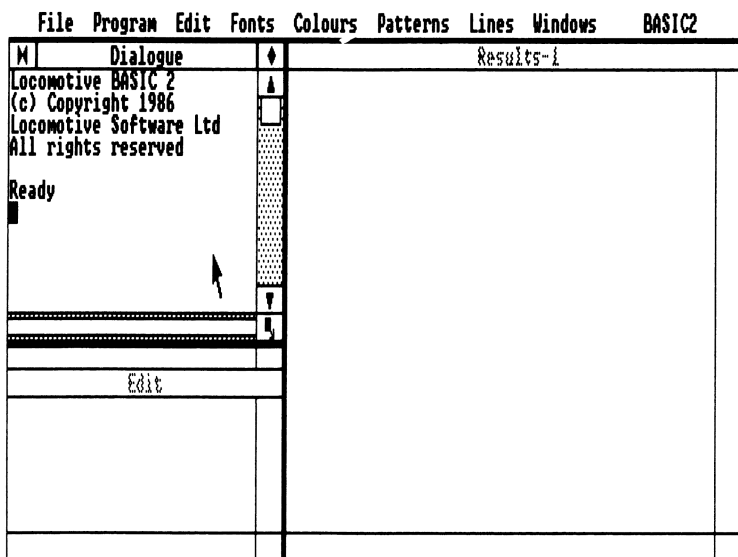 File Program Edit Fonts Colours Patterns Lines Windows BASIC2
Dialogue
Results-1
Locomotive BASIC 2
(c) Copyright 1986
Locomotive Software Ltd
All rights reserved
Ready
Edit